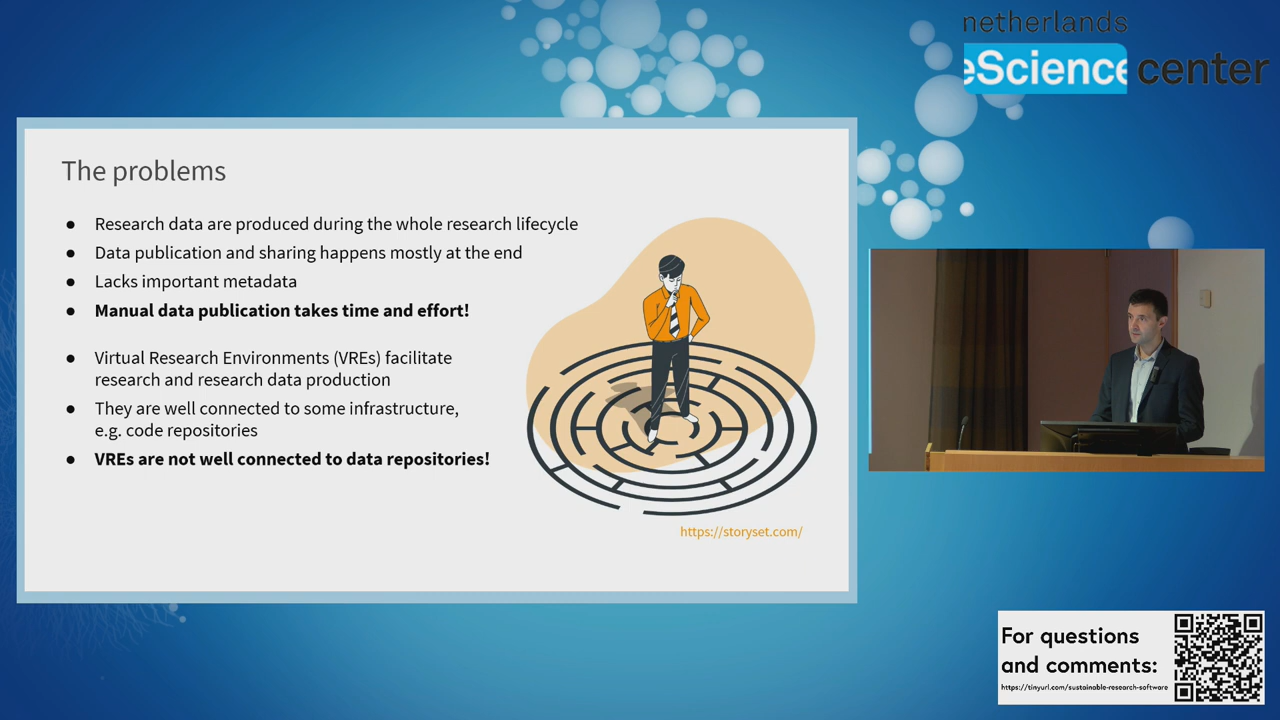 netherlands
eScience center
The problems
● Research data are produced during the whole research lifecycle
● Data publication and sharing happens mostly at the end
● Lacks important metadata
● Manual data publication takes time and effort!
● Virtual Research Environments (VREs) facilitate
research and research data production
● They are well connected to some infrastructure,
e.g. code repositories
● VREs are not well connected to data repositories!
https://storyset.com/
For questions
and comments:
https://tinyurl.com/sustainable-research-software